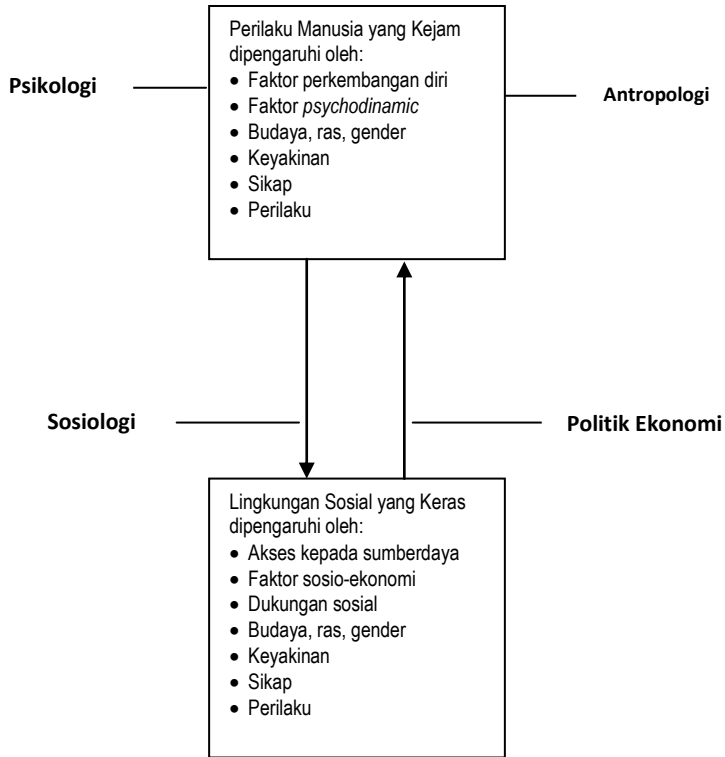 Perilaku Manusia yang Kejam
dipengaruhi oleh:
• Faktor perkembangan diri
• Faktor psychodinamic
• Budaya, ras, gender
• Keyakinan
• Sikap
• Perilaku
Psikologi
Antropologi
Sosiologi
Politik Ekonomi
Lingkungan Sosial yang Keras
dipengaruhi oleh:
• Akses kepada sumberdaya
• Faktor sosio-ekonomi
• Dukungan sosial
• Budaya, ras, gender
• Keyakinan
• Sikap
• Perilaku